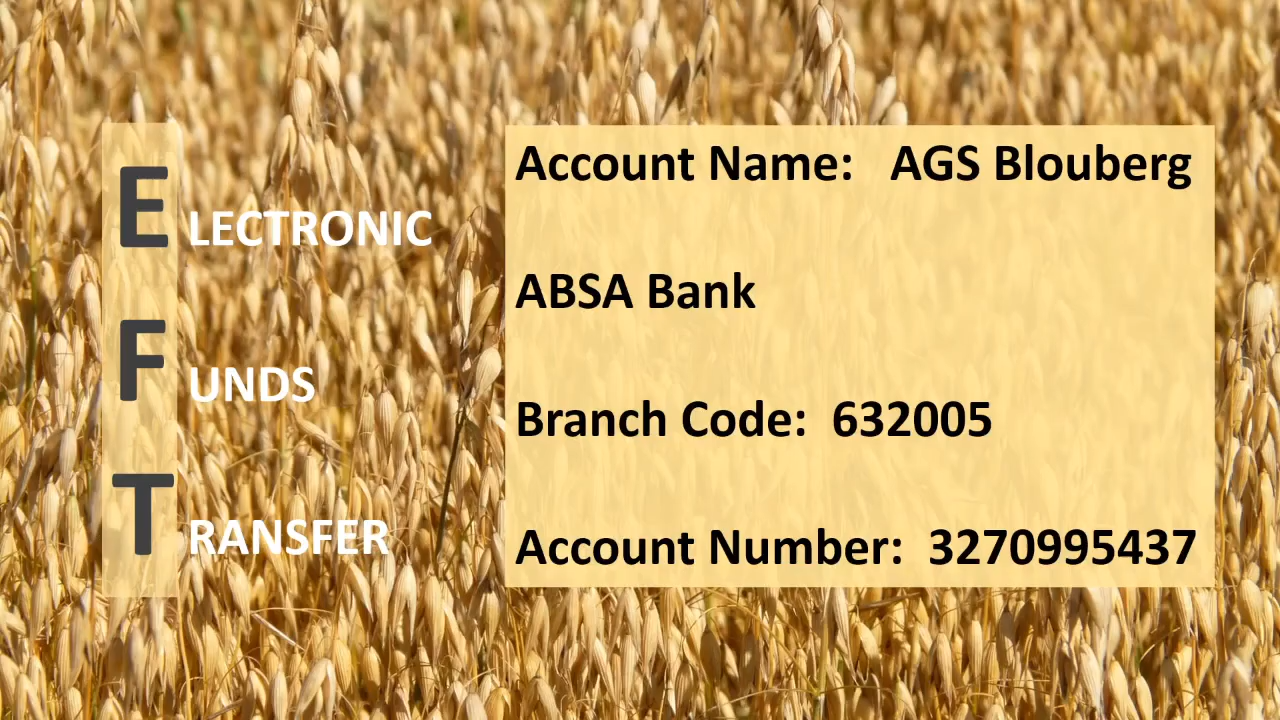 ELECTRONIC
FUNDS
TRANSFER
Account Name: AGS Blouberg
ABSA Bank
Branch Code: 632005
Account Number: 3270995437